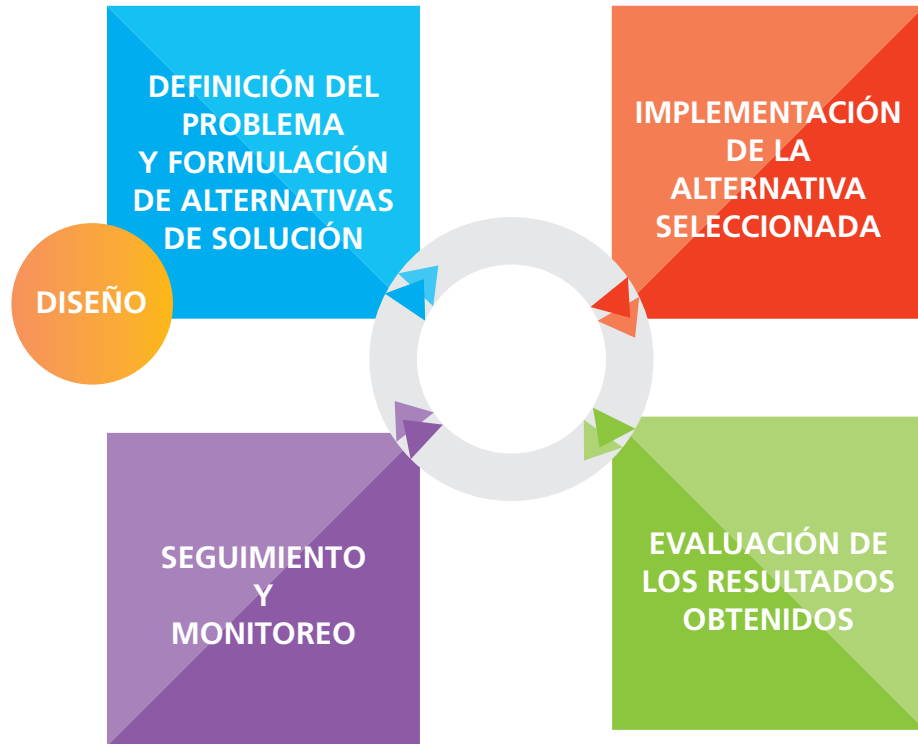 DEFINICIÓN DEL
PROBLEMA
Y FORMULACIÓN
DE ALTERNATIVAS
DE SOLUCIÓN
IMPLEMENTACIÓN
DE LA
ALTERNATIVA
SELECCIONADA
DISEÑO
SEGUIMIENTO
Y
MONITOREO
EVALUACIÓN DE
LOS RESULTADOS
OBTENIDOS